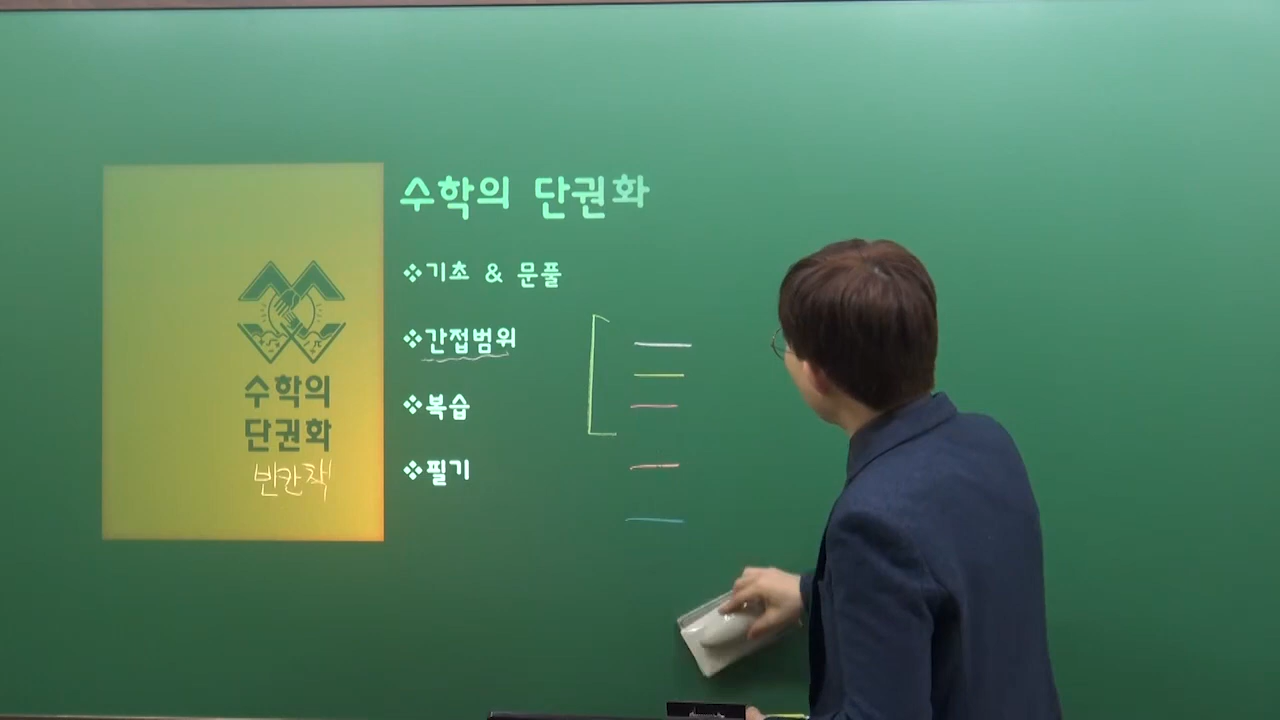 수학의 단권화
❖기초 & 문풀
❖간접범위
❖복습
❖필기
수학의
단권화
빈칸착!